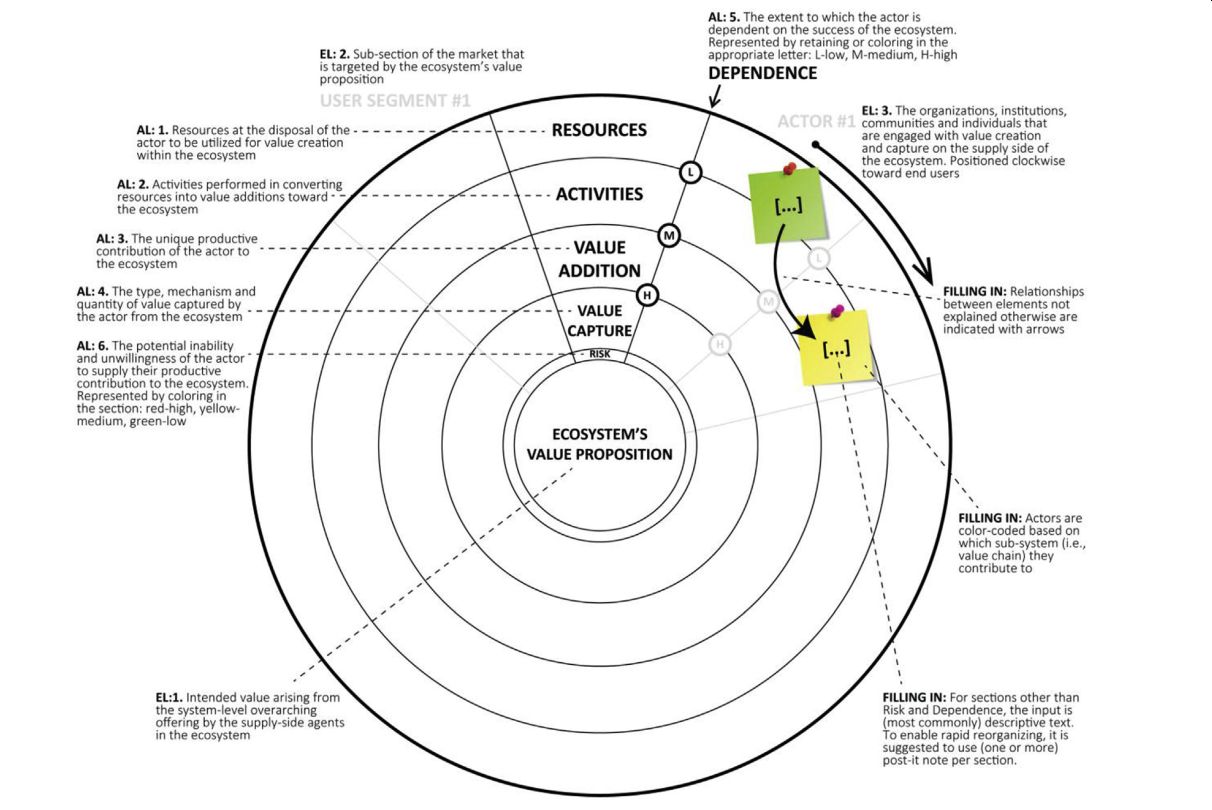 AL: 5. The extent to which the actor is
dependent on the success of the ecosystem.
Represented by retaining or coloring in the
appropriate letter: L-low, M-medium, H-high
DEPENDENCE
EL: 2. Sub-section of the market that
is targeted by the ecosystem's value
proposition
USER SEGMENT #1
ACTOR #1
EL: 3. The organizations, institutions,
communities and individuals that
are engaged with value creation
and capture on the supply side of
the ecosystem. Positioned clockwise
toward end users
AL: 1. Resources at the disposal of the
actor to be utilized for value creation
within the ecosystem
RESOURCES
L
AL: 2. Activities performed in converting
resources into value additions toward
the ecosystem
ACTIVITIES
[...]
M
L
AL: 3. The unique productive
contribution of the actor to
the ecosystem
VALUE
ADDITION
H
M
AL: 4. The type, mechanism and
quantity of value captured by
the actor from the ecosystem
VALUE
CAPTURE
FILLING IN: Relationships
between elements not
explained otherwise are
indicated with arrows
H
[...]
AL: 6. The potential inability
and unwillingness of the actor
to supply their productive
contribution to the ecosystem.
Represented by coloring in
the section: red-high, yellow-
medium, green-low
RISK
ECOSYSTEM'S
VALUE PROPOSITION
FILLING IN: Actors are
color-coded based on
which sub-system (i.e.,
value chain) they
contribute to
EL:1. Intended value arising from
the system-level overarching
offering by the supply-side agents
in the ecosystem
FILLING IN: For sections other than
Risk and Dependence, the input is
(most commonly) descriptive text.
To enable rapid reorganizing, it is
suggested to use (one or more)
post-it note per section.